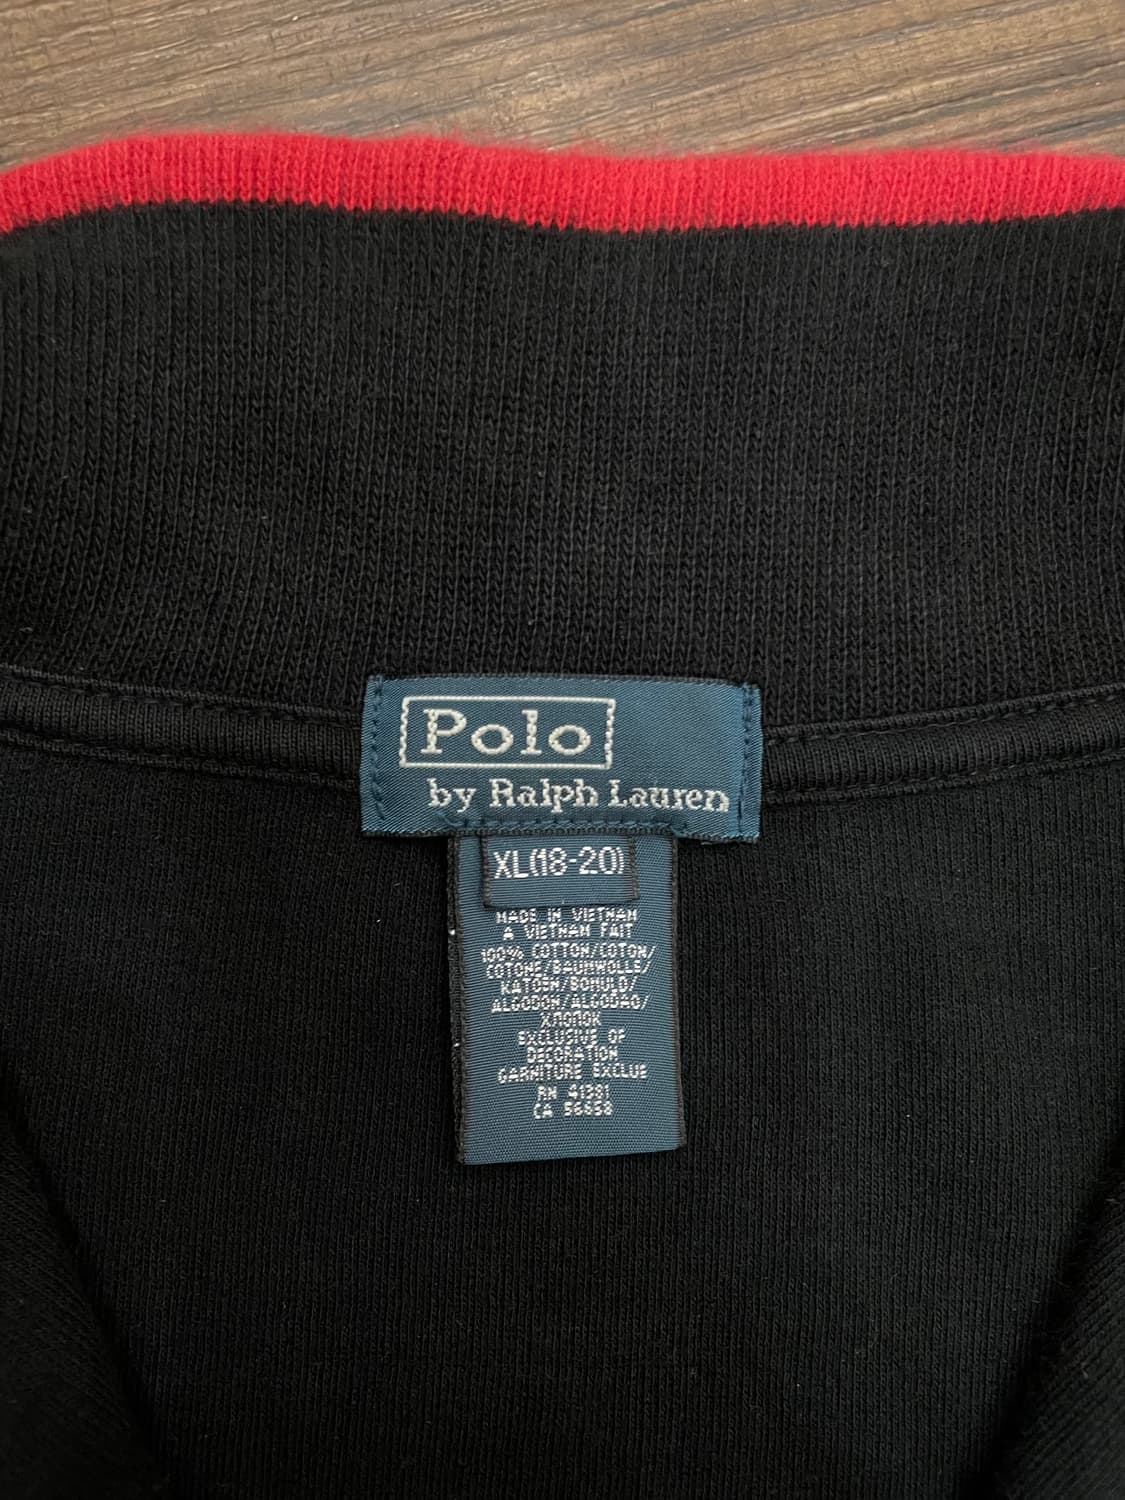 Polo
by Ralph Lauren
XL(18-20)
MADE IN VIETNAM
A VIETNAM FAIT
100% COTTON/COTON/
COTONE/BAUMWOLLE/
KATOEN/BOMULD/
ALGODON/ALGODÃO/
ХЛОПОК
EXCLUSIVE OF
DECORATION
GARNITURE EXCLUE
RN 41381
CA 56658